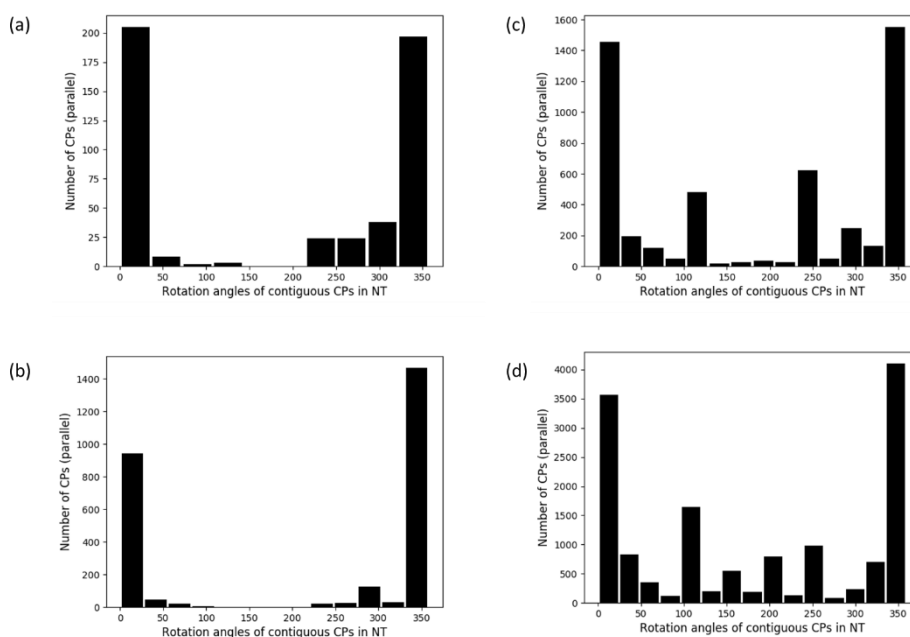 (a)
200
175
150
125
100
75
50
25
0
Number of CPs (parallel)
0 50 100 150 200 250 300 350
Rotation angles of contiguous CPs in NT
(c)
1600
1400
1200
1000
800
600
400
200
0
Number of CPs (parallel)
0 50 100 150 200 250 300 350
Rotation angles of contiguous CPs in NT
(b)
1400
1200
1000
800
600
400
200
0
Number of CPs (parallel)
0 50 100 150 200 250 300 350
Rotation angles of contiguous CPs in NT
(d)
4000
3500
3000
2500
2000
1500
1000
500
0
Number of CPs (parallel)
0 50 100 150 200 250 300 350
Rotation angles of contiguous CPs in NT